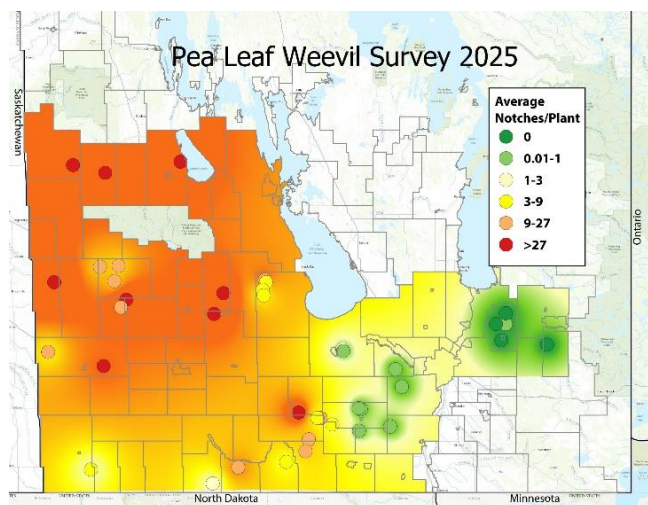 Pea Leaf Weevil Survey 2025
Saskatchewan
Average
Notches/Plant
0
0.01-1
1-3
3-9
9-27
>27
Ontario
North Dakota
Minnesota